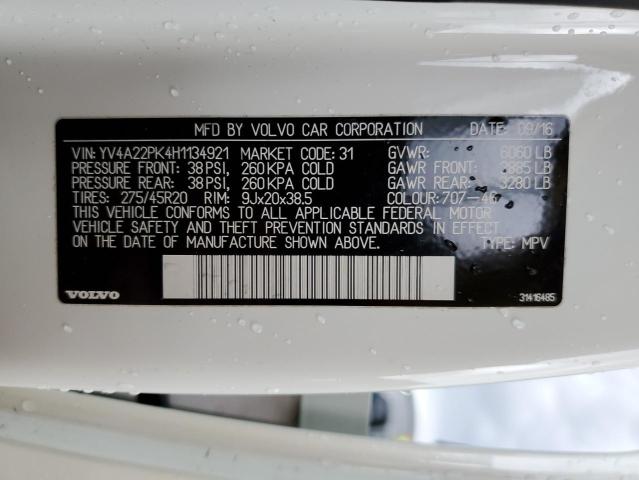 MFD BY VOLVO CAR CORPORATION DATE: 09/16
VIN: YV4A22PK4H1134921 MARKET CODE: 31 GVWR: 6060 LB
PRESSURE FRONT: 38 PSI, 260 KPA COLD GAWR FRONT: 2885 LB
PRESSURE REAR: 38 PSI, 260 KPA COLD GAWR REAR: 3280 LB
TIRES: 275/45R20 RIM: 9Jx20x38.5 COLOUR:
THIS VEHICLE CONFORMS TO ALL APPLICABLE FEDERAL MOTOR
VEHICLE SAFETY AND THEFT PREVENTION STANDARDS IN EFFECT
ON THE DATE OF MANUFACTURE SHOWN ABOVE. TYPE: MPV
VOLVO 31416485